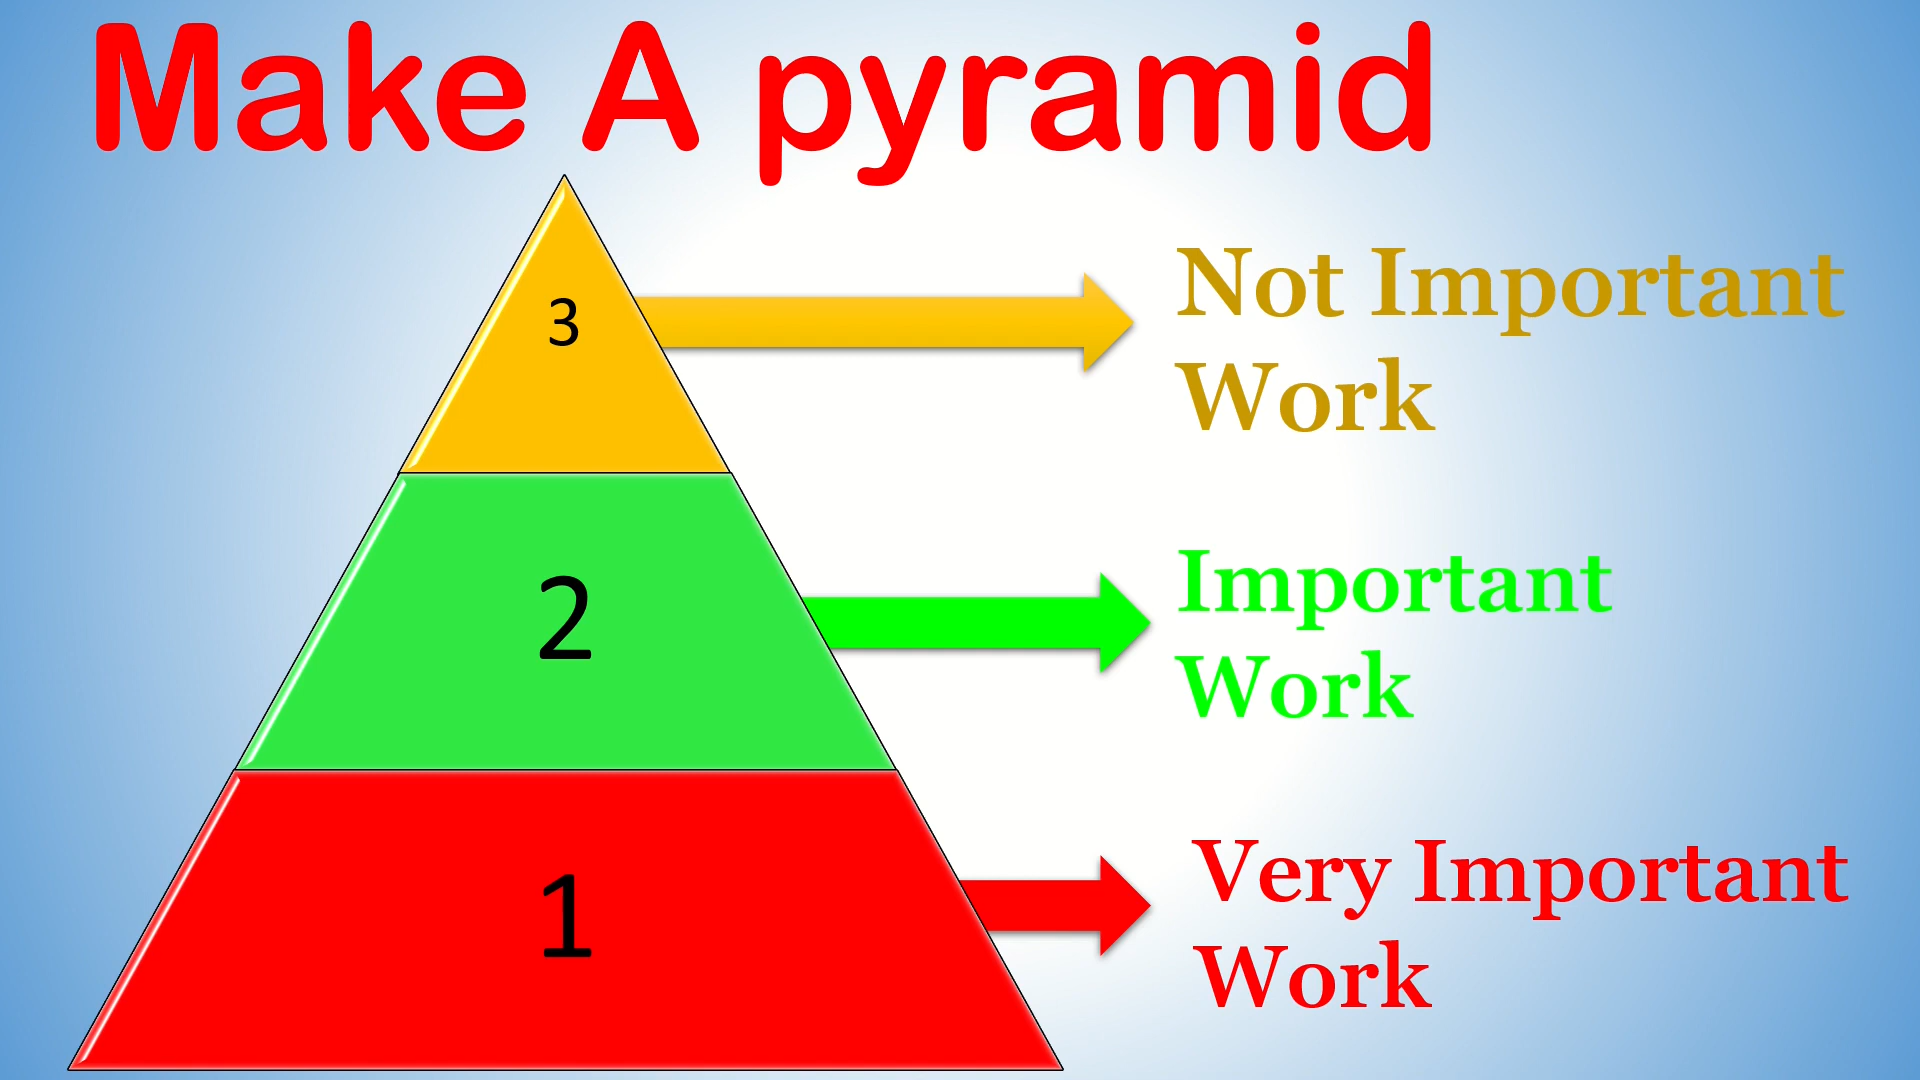 Make A pyramid
3
Not Important
Work
2
Important
Work
1
Very Important
Work